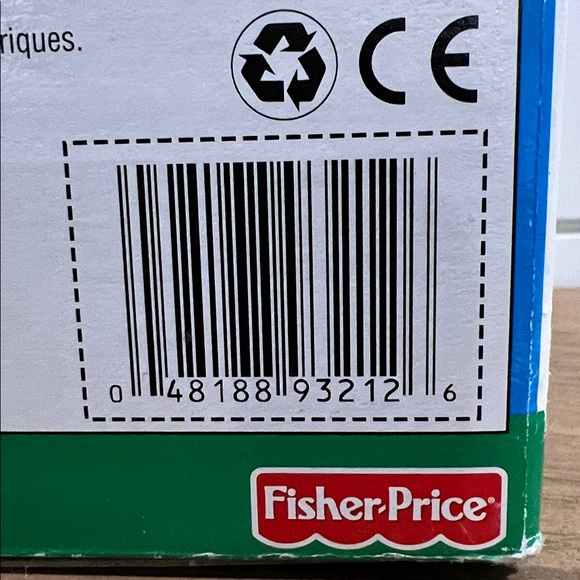 riques.
CE
0 48188 93212 6
Fisher-Price®